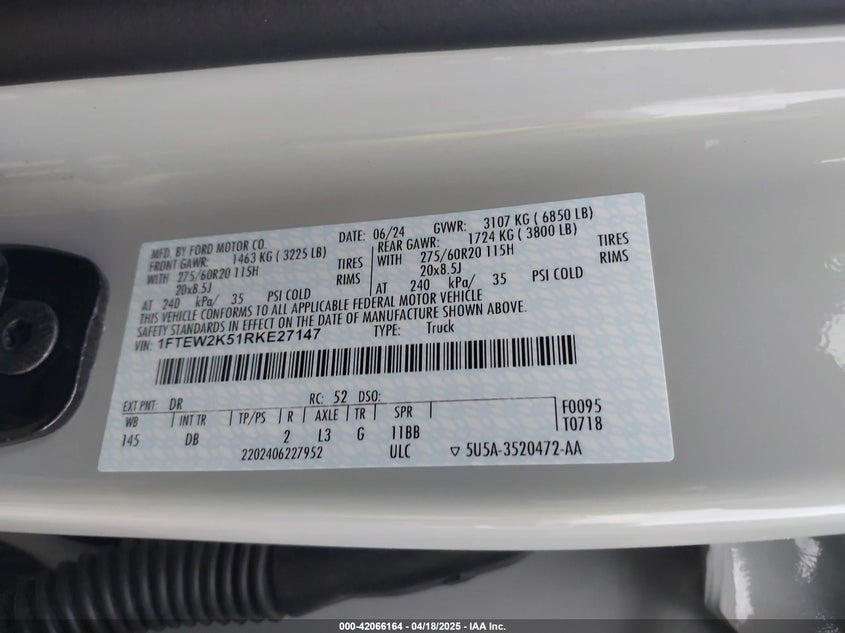 MFD. BY FORD MOTOR CO.
DATE: 06/24 GVWR: 3107 KG ( 6850 LB)
FRONT GAWR: 1463 KG ( 3225 LB)
WITH 275/60R20 115H TIRES
20x8.5J RIMS
AT 240 kPa/ 35 PSI COLD
REAR GAWR: 1724 KG ( 3800 LB)
WITH 275/60R20 115H TIRES
20x8.5J RIMS
AT 240 kPa/ 35 PSI COLD
THIS VEHICLE CONFORMS TO ALL APPLICABLE FEDERAL MOTOR VEHICLE
SAFETY STANDARDS IN EFFECT ON THE DATE OF MANUFACTURE SHOWN ABOVE.
VIN: 1FTEW2K51RKE27147 TYPE: Truck
EXT PNT: DR RC: 52 DSO:
WB INT TR TP/PS R AXLE TR SPR
145 DB 2 L3 G 11BB
F0095
T0718
2202406227952 ULC ▽ 5U5A-3520472-AA
000-42066164 | 04/18/2025 | IAA Inc.